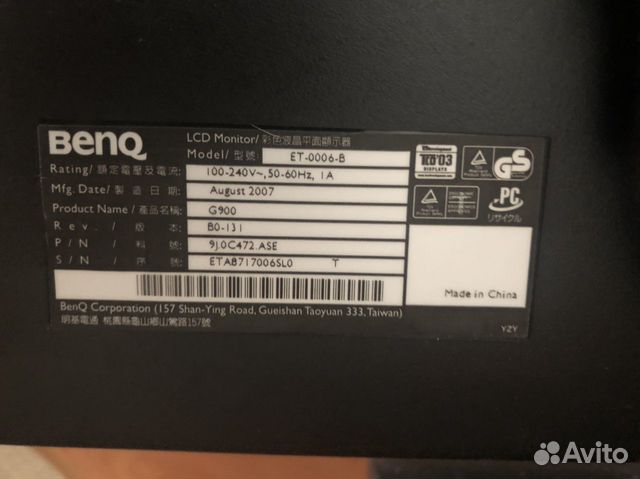 BenQ
LCD Monitor/彩色液晶平面顯示器
Model/型號 ET-0006-B
Rating/額定電壓及電流: 100-240V~,50-60Hz, 1A
Mfg. Date/製造日期: August 2007
Product Name/產品名稱: G900
Rev./版本: B0-131
P/N/料號: 9J.0C472.ASE
S/N/序號: ETAB717006SL0 T
TCO'03
DISPLAYS
GS
PC
リサイクル
Made in China
BenQ Corporation (157 Shan-Ying Road, Gueishan Taoyuan 333, Taiwan)
明基電通 桃園縣龜山鄉山鶯路157號
YZY
Avito